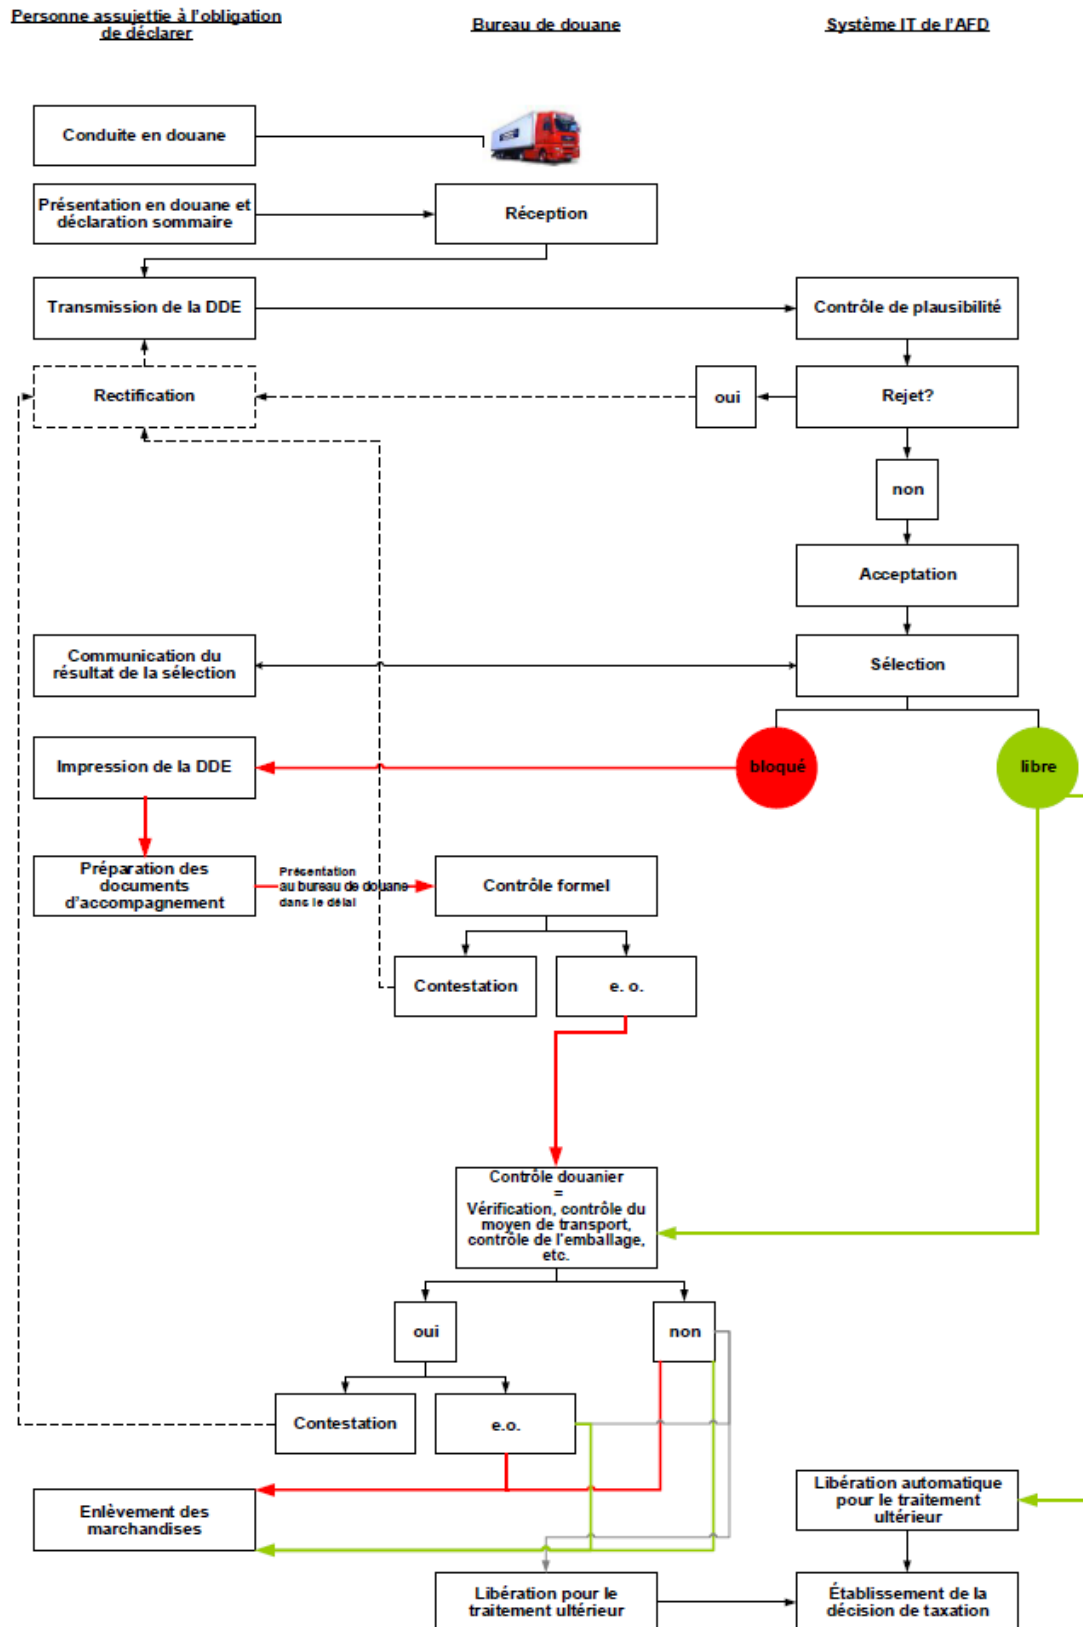 Personne assujettie à l'obligation
de déclarer
Bureau de douane
Système IT de l'AFD
Conduite en douane
Présentation en douane et
déclaration sommaire
Réception
Transmission de la DDE
Contrôle de plausibilité
Rectification
oui
Rejet?
non
Acceptation
Communication du
résultat de la sélection
Sélection
Impression de la DDE
bloqué
libre
Préparation des
documents
d'accompagnement
Présentation
au bureau de douane
dans le délai
Contrôle formel
Contestation
e. o.
Contrôle douanier
=
Vérification, contrôle du
moyen de transport,
contrôle de l'emballage,
etc.
oui
non
Contestation
e.o.
Enlèvement des
marchandises
Libération automatique
pour le traitement
ultérieur
Libération pour le
traitement ultérieur
Établissement de la
décision de taxation